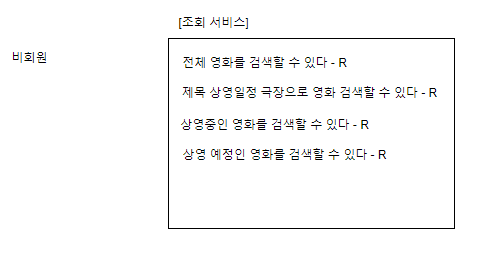 [조회 서비스]
비회원
전체 영화를 검색할 수 있다 - R
제목 상영일정 극장으로 영화 검색할 수 있다 - R
상영중인 영화를 검색할 수 있다 - R
상영 예정인 영화를 검색할 수 있다 - R